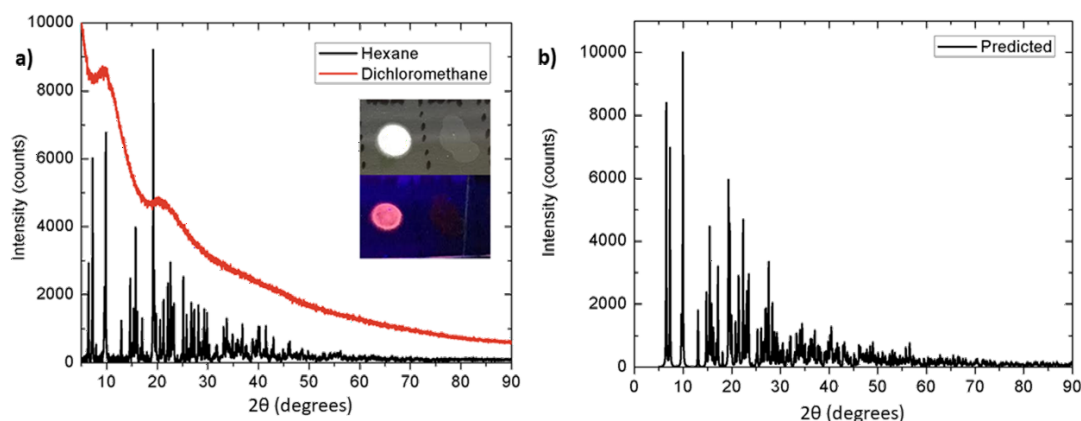 a)
Hexane
Dichloromethane
Intensity (counts)
10000
8000
6000
4000
2000
0
10 20 30 40 50 60 70 80 90
2θ (degrees)
b)
Predicted
Intensity (counts)
10000
8000
6000
4000
2000
0
0 10 20 30 40 50 60 70 80 90
2θ (degrees)